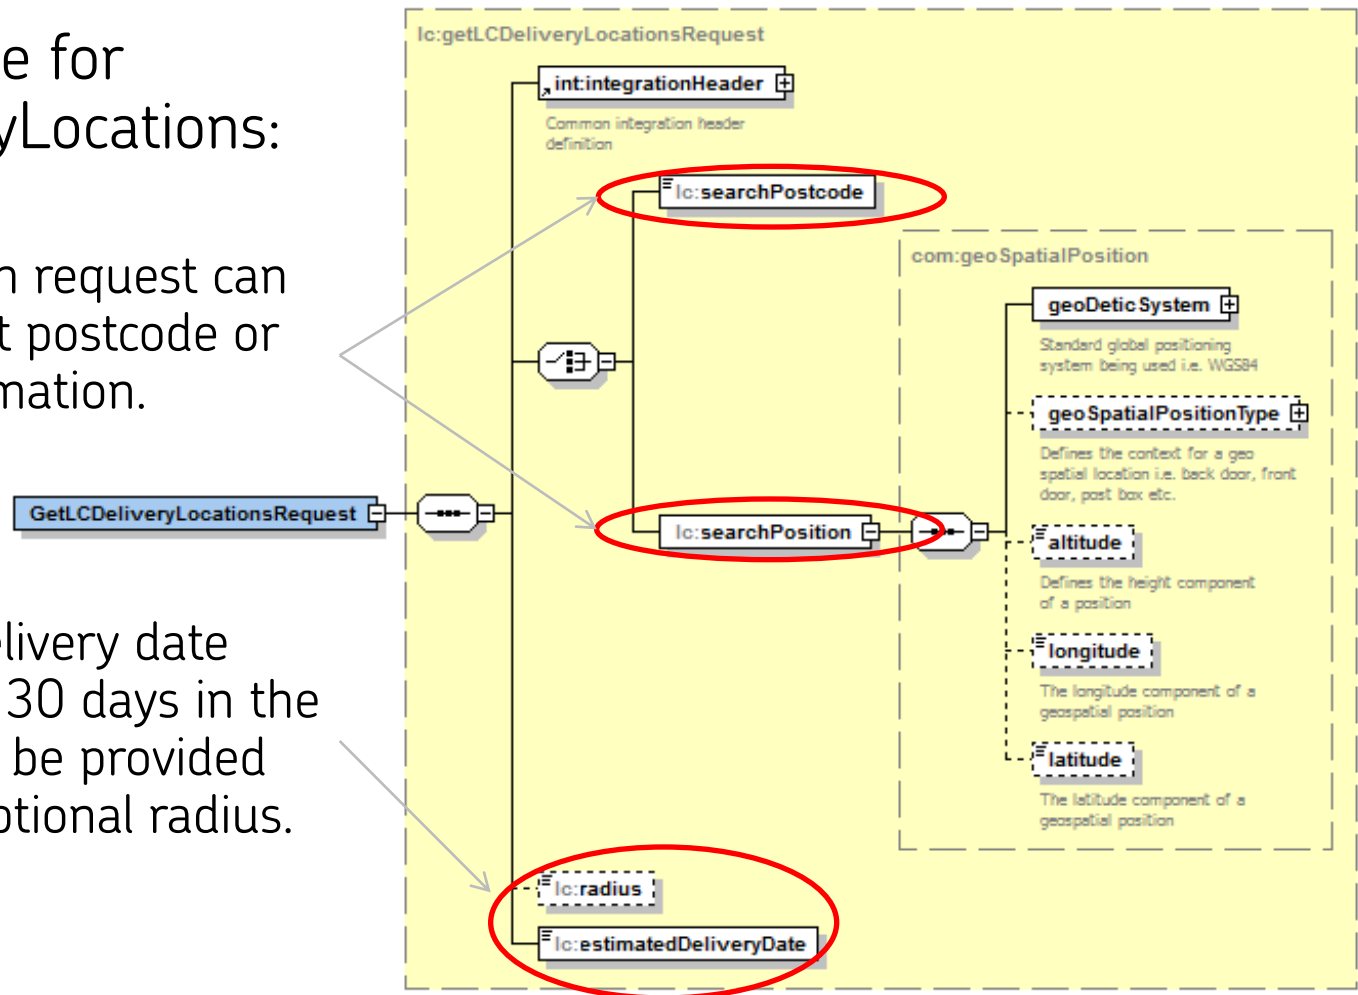 e for
yLocations:
n request can
t postcode or
mation.
elivery date
30 days in the
be provided
ptional radius.
lc:getLCDeliveryLocationsRequest
int:integrationHeader
Common integration header
definition
lc:searchPostcode
com:geoSpatialPosition
geoDeticSystem
Standard global positioning
system being used i.e. WGS84
geoSpatialPositionType
Defines the context for a geo
spatial location i.e. back door, front
door, post box etc.
GetLCDeliveryLocationsRequest
lc:searchPosition
altitude
Defines the height component
of a position
longitude
The longitude component of a
geospatial position
latitude
The latitude component of a
geospatial position
lc:radius
lc:estimatedDeliveryDate